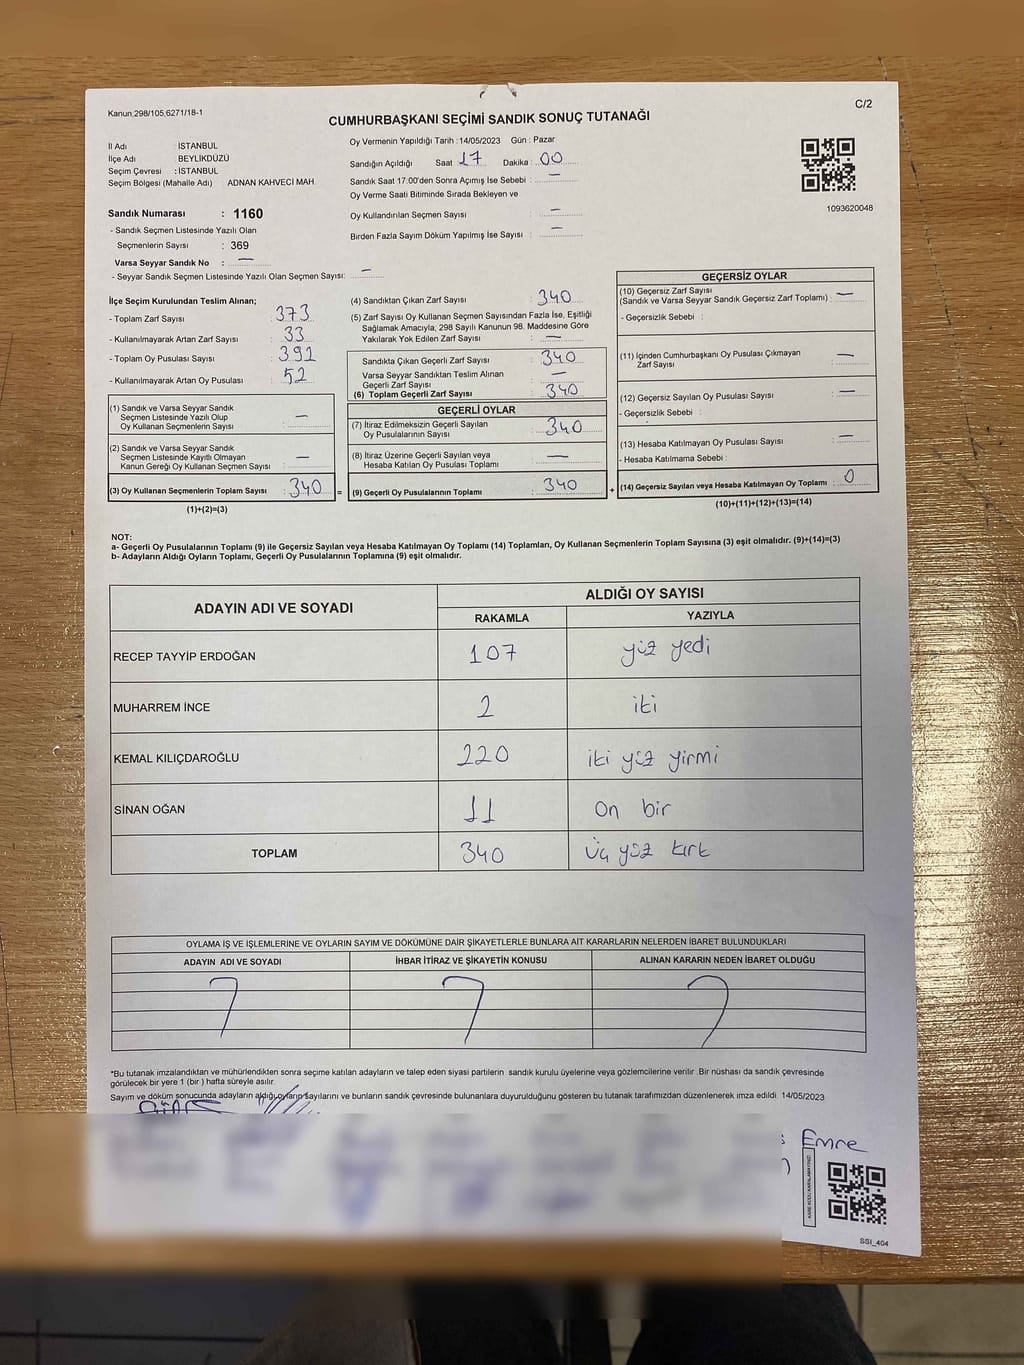 Kanun,298/105,6271/18-1
C/2
CUMHURBAŞKANI SEÇİMİ SANDIK SONUÇ TUTANAĞI
İl Adı : İSTANBUL
İlçe Adı : BEYLİKDÜZÜ
Seçim Çevresi : İSTANBUL
Seçim Bölgesi (Mahalle Adı) ADNAN KAHVECİ MAH.
Sandık Numarası : 1160
- Sandık Seçmen Listesinde Yazılı Olan
Seçmenlerin Sayısı : 369
Varsa Seyyar Sandık No : —
- Seyyar Sandık Seçmen Listesinde Yazılı Olan Seçmen Sayısı: —
Oy Vermenin Yapıldığı Tarih :14/05/2023 Gün : Pazar
Sandığın Açıldığı Saat 17 Dakika : 00
Sandık Saat 17:00'den Sonra Açımış İse Sebebi : —
Oy Verme Saati Bitiminde Sırada Bekleyen ve
Oy Kullandırılan Seçmen Sayısı : —
Birden Fazla Sayım Döküm Yapılmış İse Sayısı : —
1093620048
İlçe Seçim Kurulundan Teslim Alınan;
- Toplam Zarf Sayısı : 373
- Kullanılmayarak Artan Zarf Sayısı : 33
- Toplam Oy Pusulası Sayısı : 392
- Kullanılmayarak Artan Oy Pusulası : 52
(1) Sandık ve Varsa Seyyar Sandık
Seçmen Listesinde Yazılı Olup
Oy Kullanan Seçmenlerin Sayısı : —
(2) Sandık ve Varsa Seyyar Sandık
Seçmen Listesinde Kayıtlı Olmayan
Kanun Gereği Oy Kullanan Seçmen Sayısı : —
(3) Oy Kullanan Seçmenlerin Toplam Sayısı : 340 =
(1)+(2)=(3)
(4) Sandıktan Çıkan Zarf Sayısı : 340
(5) Zarf Sayısı Oy Kullanan Seçmen Sayısından Fazla İse, Eşitliği
Sağlamak Amacıyla, 298 Sayılı Kanunun 98. Maddesine Göre
Yakılarak Yok Edilen Zarf Sayısı : —
Sandıkta Çıkan Geçerli Zarf Sayısı : 340
Varsa Seyyar Sandıktan Teslim Alınan
Geçerli Zarf Sayısı : —
(6) Toplam Geçerli Zarf Sayısı : 340
GEÇERLİ OYLAR
(7) İtiraz Edilmeksizin Geçerli Sayılan
Oy Pusulalarının Sayısı : 340
(8) İtiraz Üzerine Geçerli Sayılan veya
Hesaba Katılan Oy Pusulası Toplamı : —
(9) Geçerli Oy Pusulalarının Toplamı : 340 +
GEÇERSİZ OYLAR
(10) Geçersiz Zarf Sayısı
(Sandık ve Varsa Seyyar Sandık Geçersiz Zarf Toplamı) : —
- Geçersizlik Sebebi :
(11) İçinden Cumhurbaşkanı Oy Pusulası Çıkmayan
Zarf Sayısı : —
(12) Geçersiz Sayılan Oy Pusulası Sayısı : —
- Geçersizlik Sebebi :
(13) Hesaba Katılmayan Oy Pusulası Sayısı : —
- Hesaba Katılmama Sebebi :
(14) Geçersiz Sayılan veya Hesaba Katılmayan Oy Toplamı : 0
(10)+(11)+(12)+(13)=(14)
NOT:
a- Geçerli Oy Pusulalarının Toplamı (9) ile Geçersiz Sayılan veya Hesaba Katılmayan Oy Toplamı (14) Toplamları, Oy Kullanan Seçmenlerin Toplam Sayısına (3) eşit olmalıdır. (9)+(14)=(3)
b- Adayların Aldığı Oyların Toplamı, Geçerli Oy Pusulalarının Toplamına (9) eşit olmalıdır.
ADAYIN ADI VE SOYADI ALDIĞI OY SAYISI
RAKAMLA YAZIYLA
RECEP TAYYİP ERDOĞAN 107 yüz yedi
MUHARREM İNCE 2 iki
KEMAL KILIÇDAROĞLU 220 iki yüz yirmi
SİNAN OĞAN 11 on bir
TOPLAM 340 üç yüz kırk
OYLAMA İŞ VE İŞLEMLERİNE VE OYLARIN SAYIM VE DÖKÜMÜNE DAİR ŞİKAYETLERLE BUNLARA AİT KARARLARIN NELERDEN İBARET BULUNDUKLARI
ADAYIN ADI VE SOYADI İHBAR İTİRAZ VE ŞİKAYETİN KONUSU ALINAN KARARIN NEDEN İBARET OLDUĞU
*Bu tutanak imzalandıktan ve mühürlendikten sonra seçime katılan adayların ve talep eden siyasi partilerin sandık kurulu üyelerine veya gözlemcilerine verilir .Bir nüshası da sandık çevresinde
görülecek bir yere 1 (bir ) hafta süreyle asılır.
Sayım ve döküm sonucunda adayların aldığı oyların sayılarını ve bunların sandık çevresinde bulunanlara duyurulduğunu gösteren bu tutanak tarafımızdan düzenlenerek imza edildi 14/05/2023
Emre
SSI_404